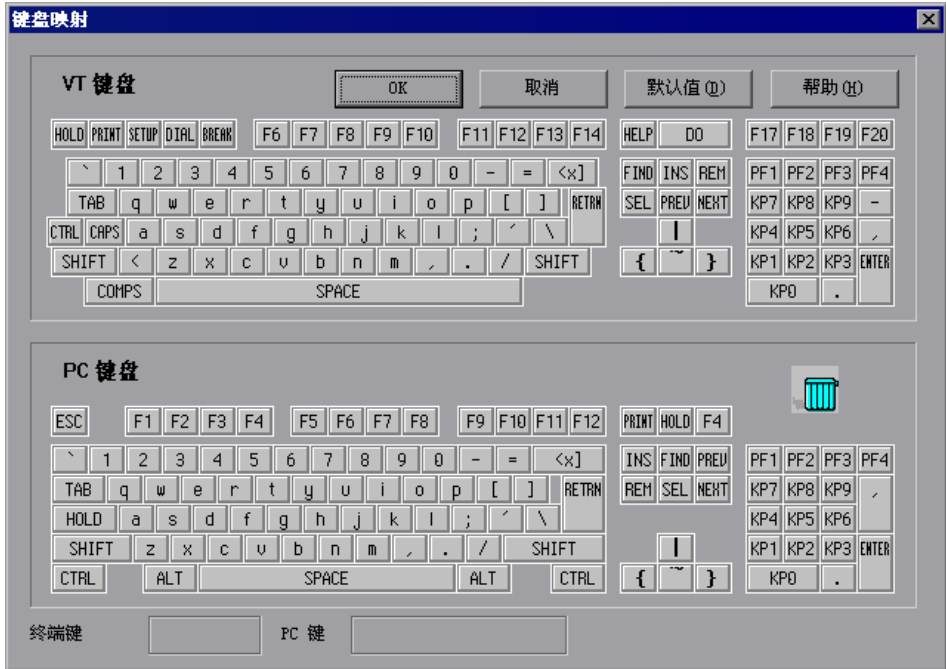 键盘映射
VT 键盘 OK 取消 默认值(D) 帮助(H)
HOLD PRINT SETUP DIAL BREAK F6 F7 F8 F9 F10 F11 F12 F13 F14 HELP DO F17 F18 F19 F20
` 1 2 3 4 5 6 7 8 9 0 - = <x] FIND INS REM PF1 PF2 PF3 PF4
TAB q w e r t y u i o p [ ] RETRN SEL PREV NEXT KP7 KP8 KP9 -
CTRL CAPS a s d f g h j k l ; ´ \ | KP4 KP5 KP6 ,
SHIFT < z x c v b n m , . / SHIFT { ~ } KP1 KP2 KP3 ENTER
COMPS SPACE KP0 .
PC 键盘
ESC F1 F2 F3 F4 F5 F6 F7 F8 F9 F10 F11 F12 PRINT HOLD F4
` 1 2 3 4 5 6 7 8 9 0 - = <x] INS FIND PREV PF1 PF2 PF3 PF4
TAB q w e r t y u i o p [ ] RETRN REM SEL NEXT KP7 KP8 KP9 ,
HOLD a s d f g h j k l ; ´ \ KP4 KP5 KP6
SHIFT z x c v b n m , . / SHIFT | KP1 KP2 KP3 ENTER
CTRL ALT SPACE ALT CTRL { ~ } KP0 .
终端键 PC 键